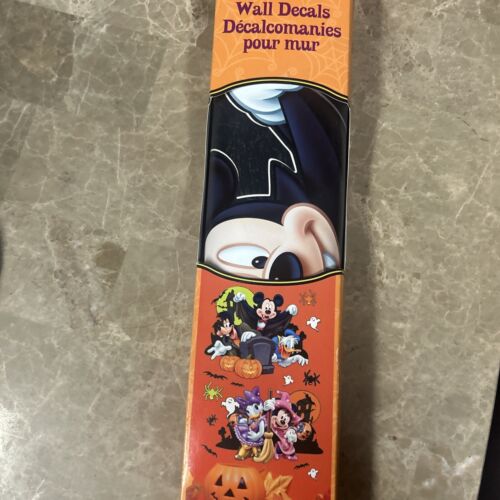 Wall Decals
Décalcomanies
pour mur